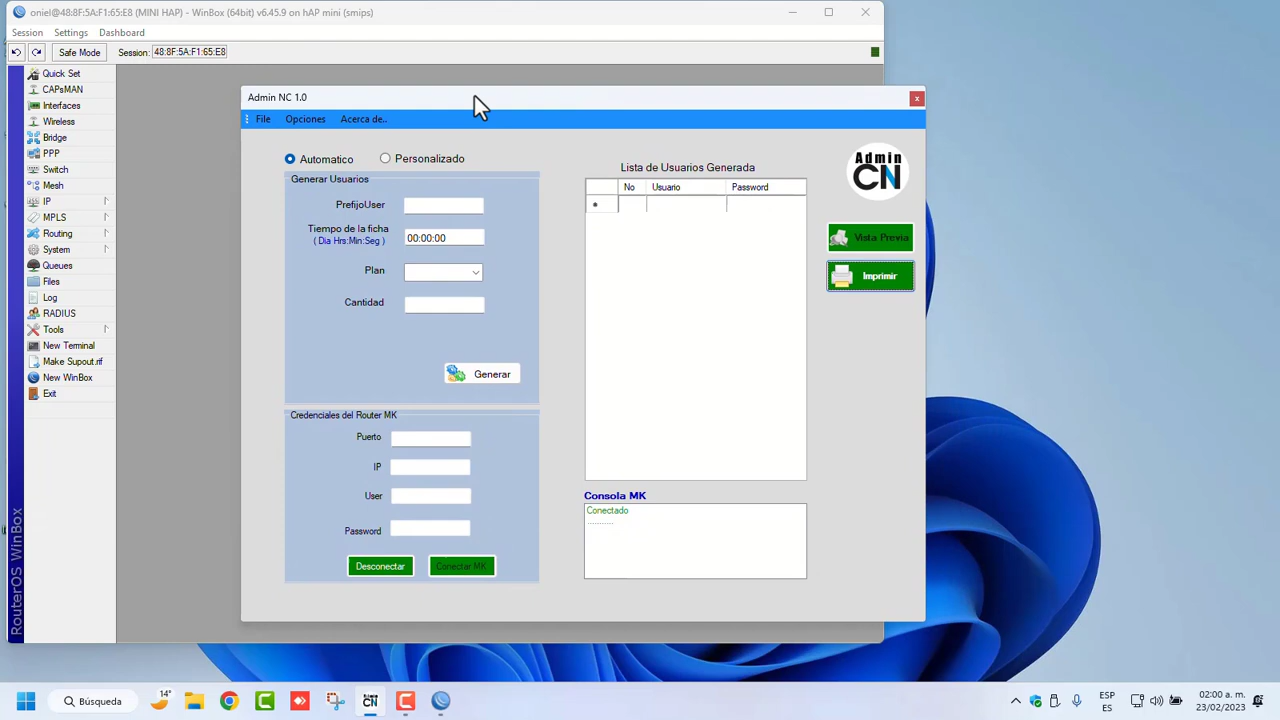 oniel@48:8F:5A:F1:65:E8 (MINI HAP) - WinBox (64bit) v6.45.9 on hAP mini (smips)
Session Settings Dashboard
Safe Mode Session: 48:8F:5A:F1:65:E8
Quick Set
CAPsMAN
Interfaces
Wireless
Bridge
PPP
Switch
Mesh
IP
MPLS
Routing
System
Queues
Files
Log
RADIUS
Tools
New Terminal
Make Supout.rif
New WinBox
Exit
RouterOS WinBox
Admin NC 1.0
x
File Opciones Acerca de..
Automatico Personalizado
Generar Usuarios
PrefijoUser
Tiempo de la ficha
( Dia Hrs:Min:Seg )
00:00:00
Plan
Cantidad
Generar
Credenciales del Router MK
Puerto
IP
User
Password
Desconectar Conectar MK
Lista de Usuarios Generada
No Usuario Password
*
Consola MK
Conectado
..........
Admin
CN
Vista Previa
Imprimir
14°
Búsqueda
CN
ESP
ES
02:00 a. m.
23/02/2023